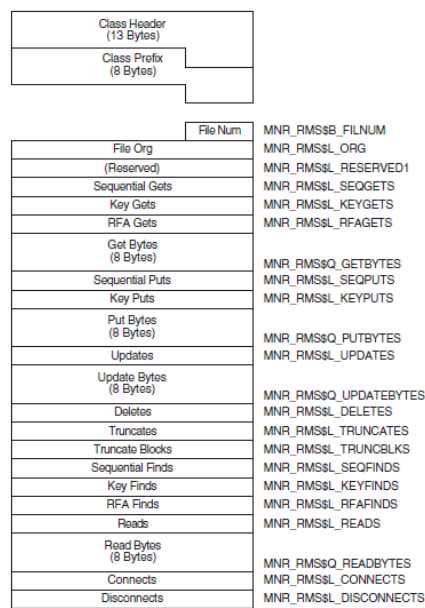 Class Header
(13 Bytes)
Class Prefix
(8 Bytes)
File Num MNR_RMS$B_FILNUM
File Org MNR_RMS$L_ORG
(Reserved) MNR_RMS$L_RESERVED1
Sequential Gets MNR_RMS$L_SEQGETS
Key Gets MNR_RMS$L_KEYGETS
RFA Gets MNR_RMS$L_RFAGETS
Get Bytes
(8 Bytes) MNR_RMS$Q_GETBYTES
Sequential Puts MNR_RMS$L_SEQPUTS
Key Puts MNR_RMS$L_KEYPUTS
Put Bytes
(8 Bytes) MNR_RMS$Q_PUTBYTES
Updates MNR_RMS$L_UPDATES
Update Bytes
(8 Bytes) MNR_RMS$Q_UPDATEBYTES
Deletes MNR_RMS$L_DELETES
Truncates MNR_RMS$L_TRUNCATES
Truncate Blocks MNR_RMS$L_TRUNCBLKS
Sequential Finds MNR_RMS$L_SEQFINDS
Key Finds MNR_RMS$L_KEYFINDS
RFA Finds MNR_RMS$L_RFAFINDS
Reads MNR_RMS$L_READS
Read Bytes
(8 Bytes) MNR_RMS$Q_READBYTES
Connects MNR_RMS$L_CONNECTS
Disconnects MNR_RMS$L_DISCONNECTS